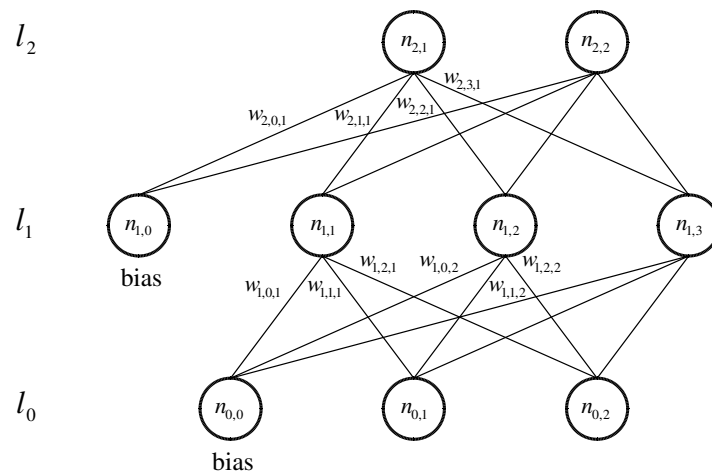 l₂ n₂,₁ n₂,₂
w₂,₀,₁ w₂,₁,₁ w₂,₂,₁ w₂,₃,₁
l₁ n₁,₀ n₁,₁ n₁,₂ n₁,₃
bias
w₁,₀,₁ w₁,₁,₁ w₁,₂,₁ w₁,₀,₂ w₁,₁,₂ w₁,₂,₂
l₀ n₀,₀ n₀,₁ n₀,₂
bias